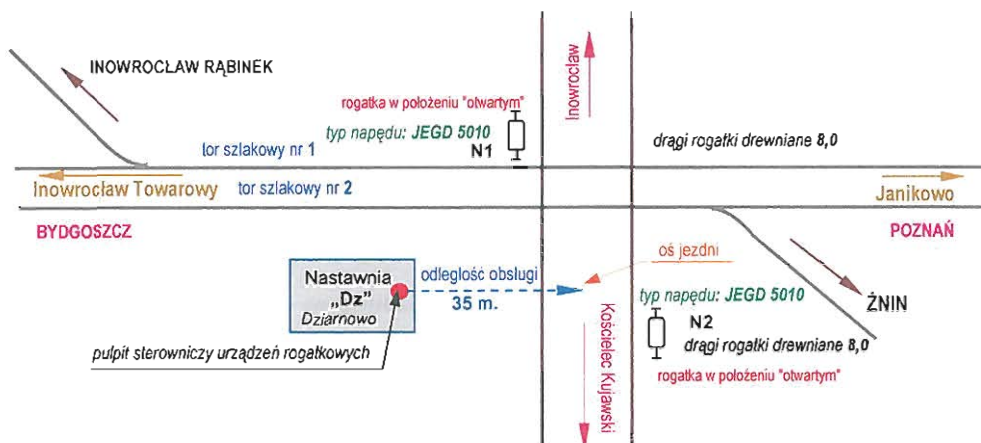 INOWROCŁAW RĄBINEK
rogatka w położeniu "otwartym"
typ napędu: JEGD 5010
N1
Inowrocław
tor szlakowy nr 1
drągi rogatki drewniane 8,0
Inowrocław Towarowy
tor szlakowy nr 2
Janikowo
BYDGOSZCZ
POZNAŃ
oś jezdni
Nastawnia
„Dz”
Dziarnowo
odległość obsługi
35 m.
typ napędu: JEGD 5010
ŻNIN
N2
drągi rogatki drewniane 8,0
Kościelec Kujawski
pulpit sterowniczy urządzeń rogatkowych
rogatka w położeniu "otwartym"